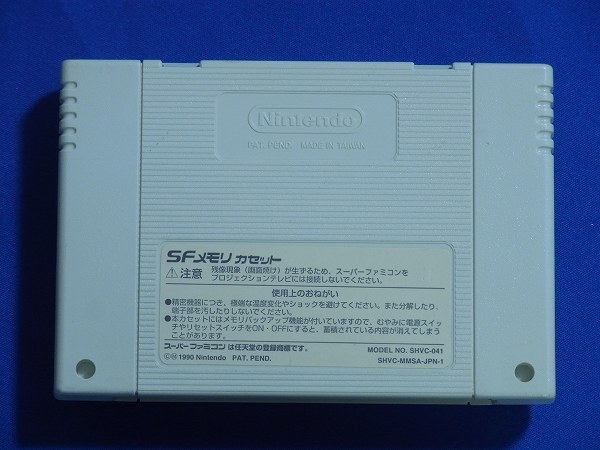 Nintendo
PAT. PEND. MADE IN TAIWAN
SFメモリ カセット
⚠注意 残像現象（画面焼け）が生ずるため、スーパーファミコンを
プロジェクションテレビには接続しないでください。
使用上のおねがい
●精密機器につき、極端な温度変化やショックを避けてください。また分解したり、
端子部を汚したりしないでください。
●本カセットにはメモリバックアップ機能が付いていますので、むやみに電源スイッ
チやリセットスイッチをON・OFFにすると、蓄積されている内容が消えてしまう
ことがあります。
スーパーファミコンは任天堂の登録商標です。 MODEL NO. SHVC-041
©Ⓜ 1990 Nintendo PAT. PEND. SHVC-MMSA-JPN-1